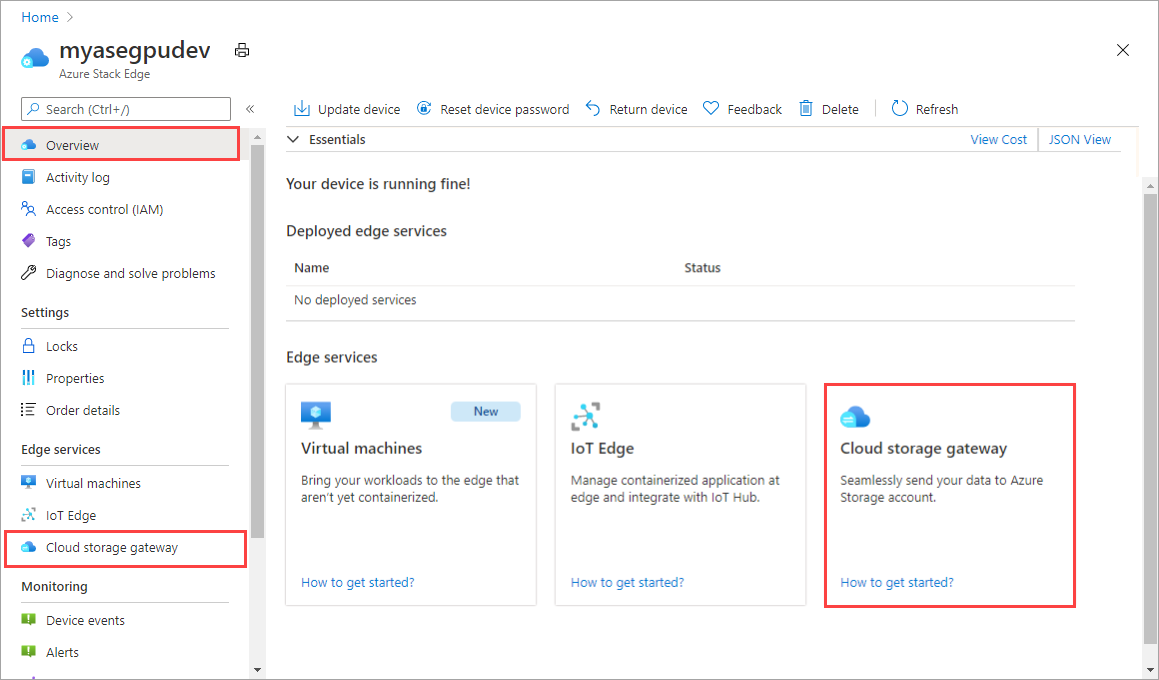 Home
myasegpudev
Azure Stack Edge
Search (Ctrl+/)
«
Overview
Activity log
Access control (IAM)
Tags
Diagnose and solve problems
Settings
Locks
Properties
Order details
Edge services
Virtual machines
IoT Edge
Cloud storage gateway
Monitoring
Device events
Alerts
Update device
Reset device password
Return device
Feedback
Delete
Refresh
Essentials
View Cost
JSON View
Your device is running fine!
Deployed edge services
Name Status
No deployed services
Edge services
New
Virtual machines
Bring your workloads to the edge that
aren't yet containerized.
How to get started?
IoT Edge
Manage containerized application at
edge and integrate with IoT Hub.
How to get started?
Cloud storage gateway
Seamlessly send your data to Azure
Storage account.
How to get started?